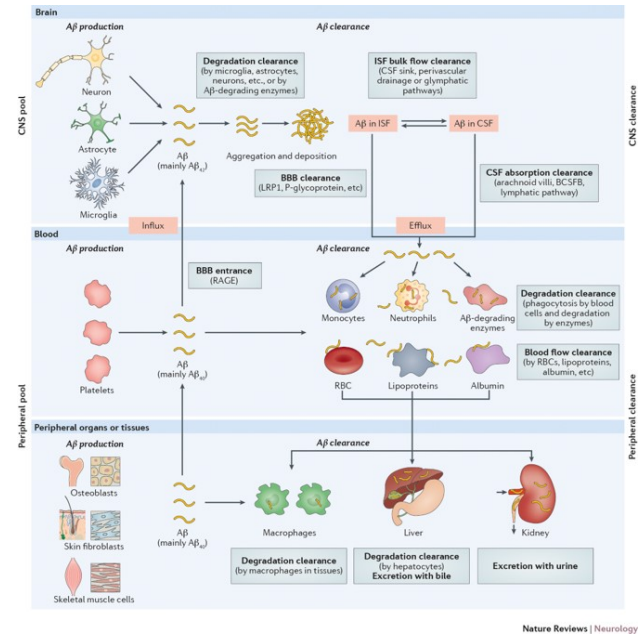 Brain
Aβ production
Aβ clearance
CNS pool
CNS clearance
Neuron
Astrocyte
Microglia
Degradation clearance
(by microglia, astrocytes,
neurons, etc., or by
Aβ-degrading enzymes)
ISF bulk flow clearance
(CSF sink, perivascular
drainage or glymphatic
pathways)
Aβ
(mainly Aβ42)
Aggregation and deposition
Aβ in ISF
Aβ in CSF
BBB clearance
(LRP1, P-glycoprotein, etc)
CSF absorption clearance
(arachnoid villi, BCSFB,
lymphatic pathway)
Influx
Efflux
Blood
Aβ production
Aβ clearance
BBB entrance
(RAGE)
Platelets
Aβ
(mainly Aβ40)
Monocytes
Neutrophils
Aβ-degrading
enzymes
Degradation clearance
(phagocytosis by blood
cells and degradation
by enzymes)
RBC
Lipoproteins
Albumin
Blood flow clearance
(by RBCs, lipoproteins,
albumin, etc)
Peripheral pool
Peripheral clearance
Peripheral organs or tissues
Aβ production
Aβ clearance
Osteoblasts
Skin fibroblasts
Skeletal muscle cells
Aβ
(mainly Aβ40)
Macrophages
Liver
Kidney
Degradation clearance
(by macrophages in tissues)
Degradation clearance
(by hepatocytes)
Excretion with bile
Excretion with urine
Nature Reviews | Neurology